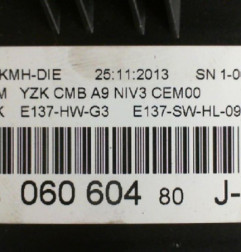 KMH-DIE 25:11:2013 SN 1-0
M YZK CMB A9 NIV3 CEM00
K E137-HW-G3 E137-SW-HL-09
060 604 80 J-